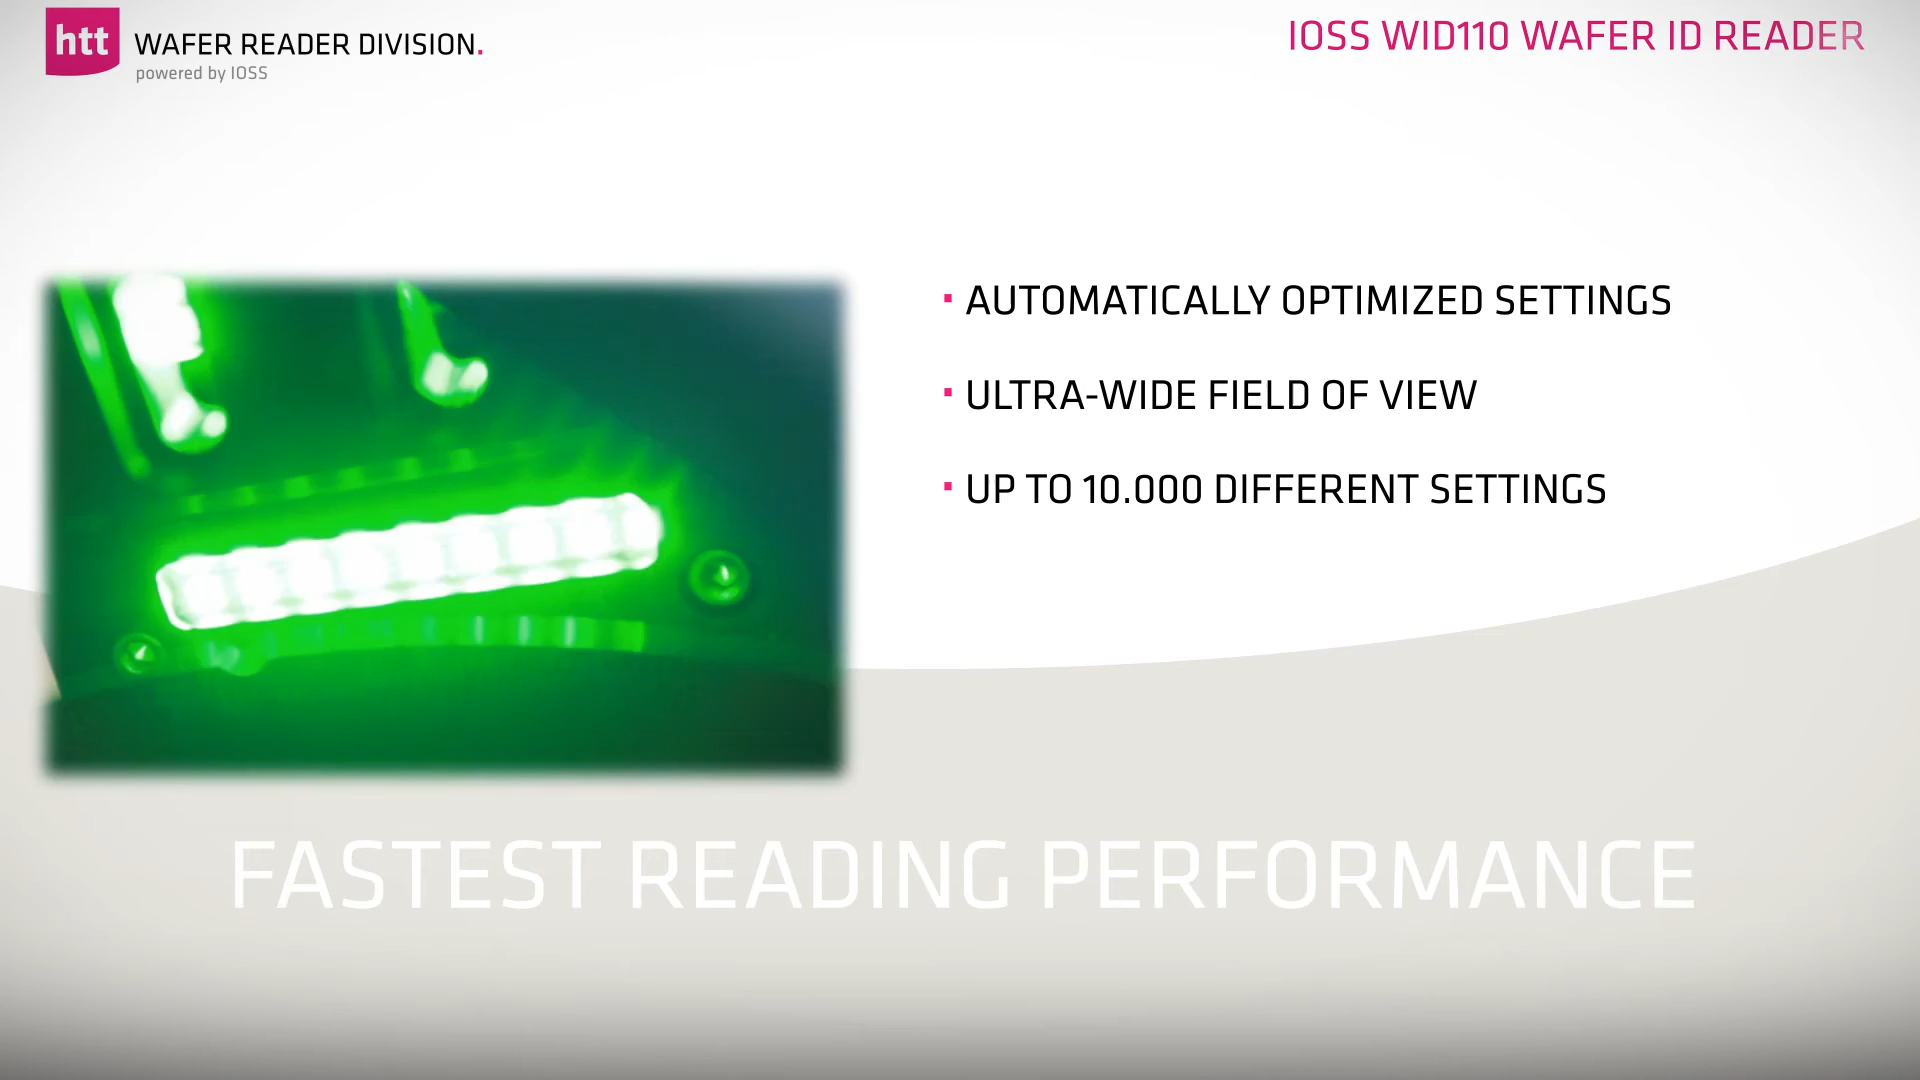 htt
WAFER READER DIVISION.
powered by IOSS
IOSS WID110 WAFER ID READER
▪ AUTOMATICALLY OPTIMIZED SETTINGS
▪ ULTRA-WIDE FIELD OF VIEW
▪ UP TO 10.000 DIFFERENT SETTINGS
FASTEST READING PERFORMANCE